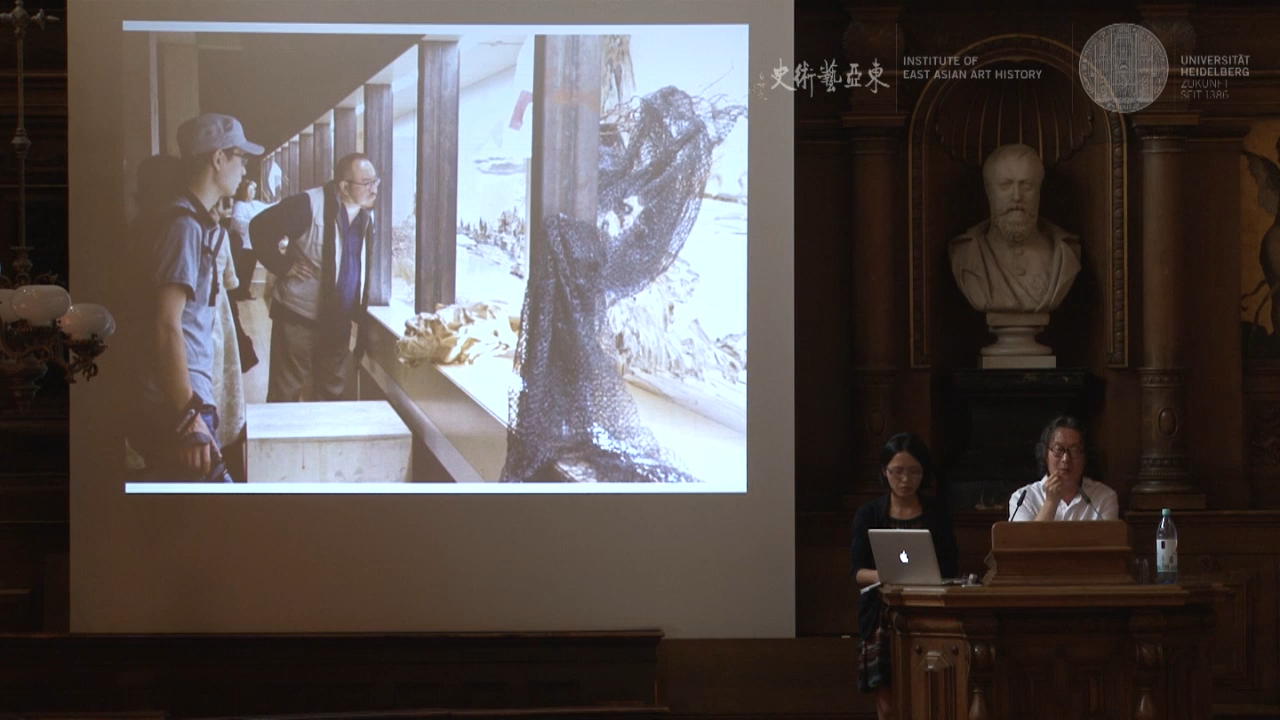 史術藝亞東
INSTITUTE OF
EAST ASIAN ART HISTORY
UNIVERSITÄT
HEIDELBERG
ZUKUNFT
SEIT 1386